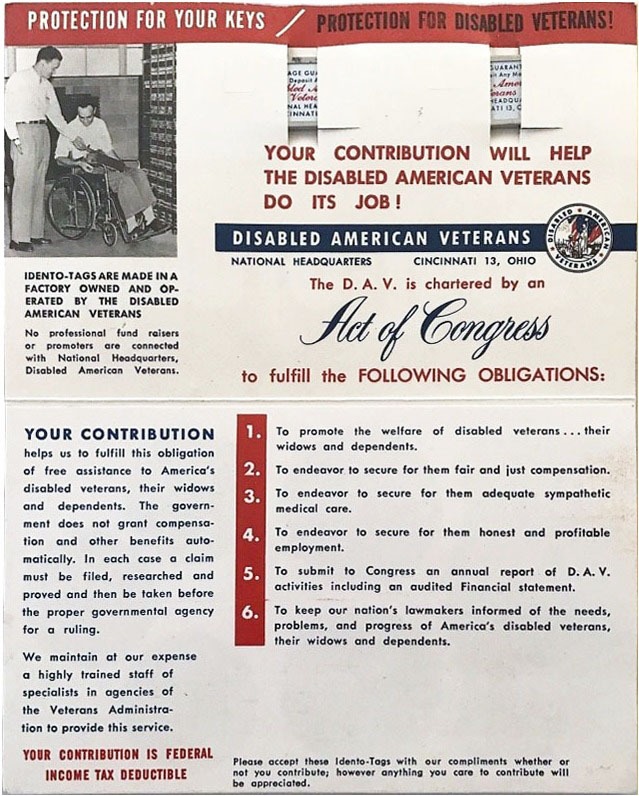 PROTECTION FOR YOUR KEYS / PROTECTION FOR DISABLED VETERANS!
YOUR CONTRIBUTION WILL HELP
THE DISABLED AMERICAN VETERANS
DO ITS JOB!
DISABLED AMERICAN VETERANS
DISABLED AMERICAN VETERANS
NATIONAL HEADQUARTERS CINCINNATI 13, OHIO
The D. A. V. is chartered by an
Act of Congress
to fulfill the FOLLOWING OBLIGATIONS:
IDENTO-TAGS ARE MADE IN A
FACTORY OWNED AND OP-
ERATED BY THE DISABLED
AMERICAN VETERANS
No professional fund raisers
or promoters are connected
with National Headquarters,
Disabled American Veterans.
YOUR CONTRIBUTION
helps us to fulfill this obligation
of free assistance to America's
disabled veterans, their widows
and dependents. The govern-
ment does not grant compensa-
tion and other benefits auto-
matically. In each case a claim
must be filed, researched and
proved and then be taken before
the proper governmental agency
for a ruling.
We maintain at our expense
a highly trained staff of
specialists in agencies of
the Veterans Administra-
tion to provide this service.
YOUR CONTRIBUTION IS FEDERAL
INCOME TAX DEDUCTIBLE
1. To promote the welfare of disabled veterans . . . their
widows and dependents.
2. To endeavor to secure for them fair and just compensation.
3. To endeavor to secure for them adequate sympathetic
medical care.
4. To endeavor to secure for them honest and profitable
employment.
5. To submit to Congress an annual report of D. A. V.
activities including an audited Financial statement.
6. To keep our nation's lawmakers informed of the needs,
problems, and progress of America's disabled veterans,
their widows and dependents.
Please accept these Idento-Tags with our compliments whether or
not you contribute; however anything you care to contribute will
be appreciated.